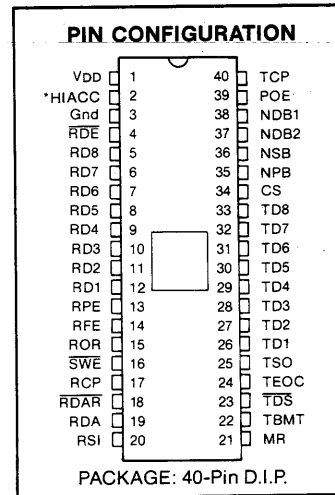 PIN CONFIGURATION
VDD 1 40 TCP
*HIACC 2 39 POE
Gnd 3 38 NDB1
R̅D̅E̅ 4 37 NDB2
RD8 5 36 NSB
RD7 6 35 NPB
RD6 7 34 CS
RD5 8 33 TD8
RD4 9 32 TD7
RD3 10 31 TD6
RD2 11 30 TD5
RD1 12 29 TD4
RPE 13 28 TD3
RFE 14 27 TD2
ROR 15 26 TD1
S̅W̅E̅ 16 25 TSO
RCP 17 24 TEOC
R̅D̅A̅R̅ 18 23 T̅D̅S̅
RDA 19 22 TBMT
RSI 20 21 MR
PACKAGE: 40-Pin D.I.P.